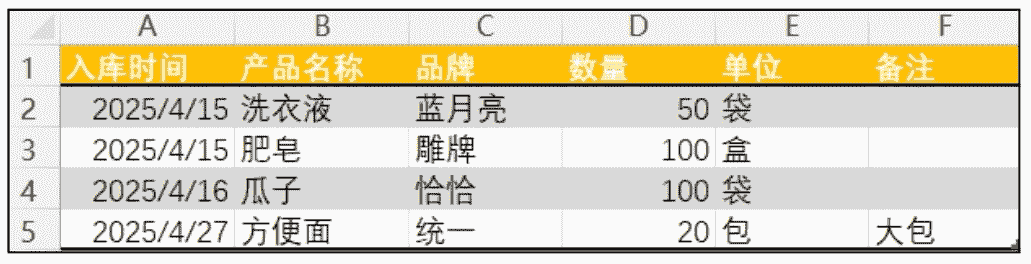 A B C D E F
1 入库时间 产品名称 品牌 数量 单位 备注
2 2025/4/15 洗衣液 蓝月亮 50 袋
3 2025/4/15 肥皂 雕牌 100 盒
4 2025/4/16 瓜子 恰恰 100 袋
5 2025/4/27 方便面 统一 20 包 大包